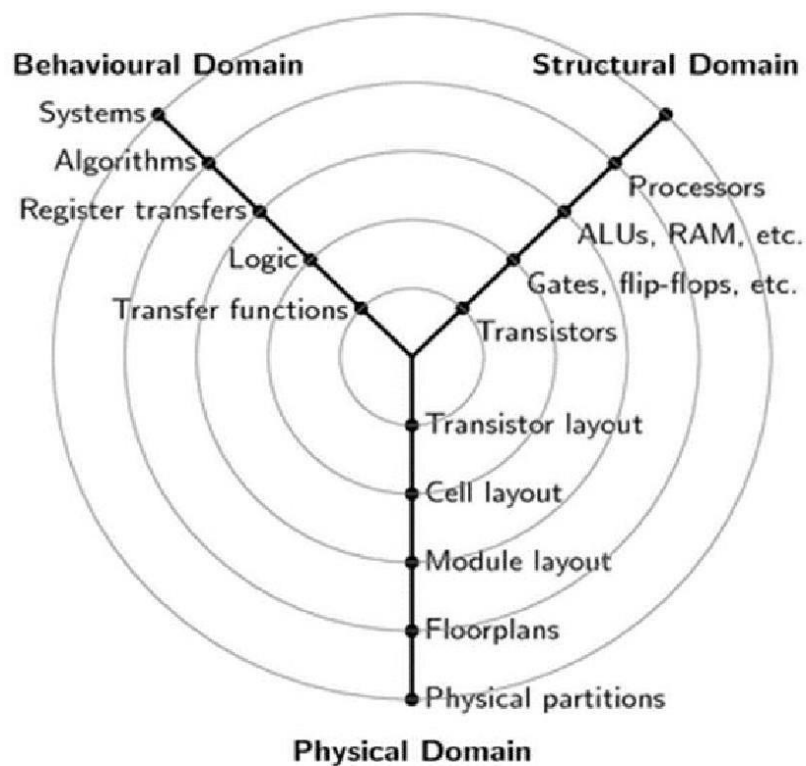 Behavioural Domain
Structural Domain
Systems
Algorithms
Register transfers
Logic
Transfer functions
Processors
ALUs, RAM, etc.
Gates, flip-flops, etc.
Transistors
Transistor layout
Cell layout
Module layout
Floorplans
Physical partitions
Physical Domain